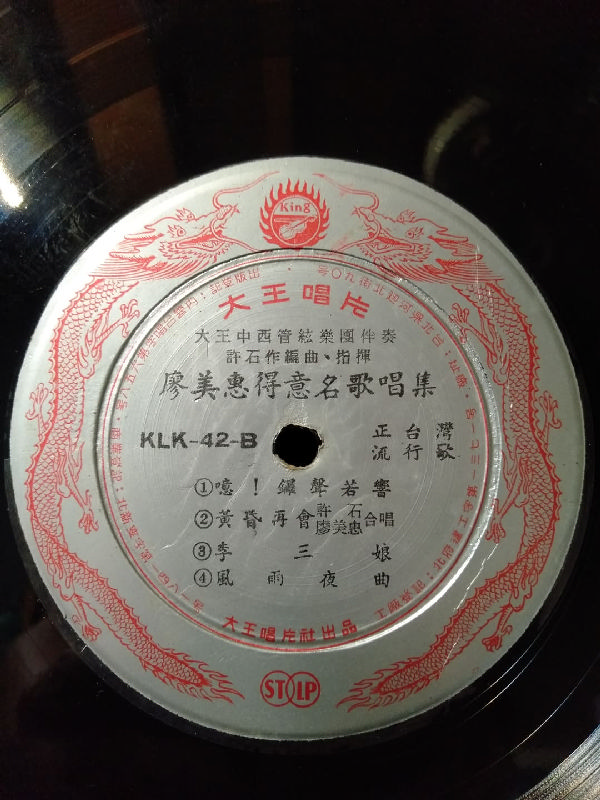 King
大王唱片
大王中西管絃樂團伴奏
許石作編曲、指揮
廖美惠得意名歌唱集
KLK-42-B
正台灣
流行歌
①噫！鑼聲若響
②黃昏再會 許石 廖美惠 合唱
③李三娘
④風雨夜曲
大王唱片社出品
ST LP